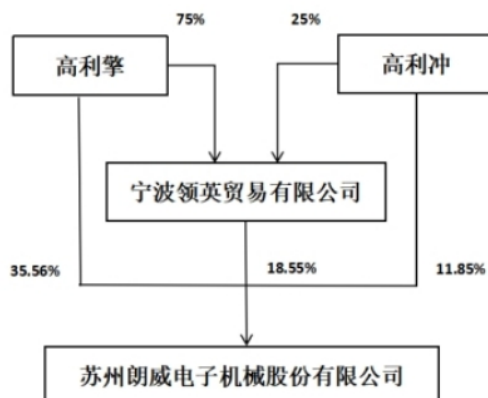 75%
25%
高利擎
高利冲
宁波领英贸易有限公司
35.56%
18.55%
11.85%
苏州朗威电子机械股份有限公司